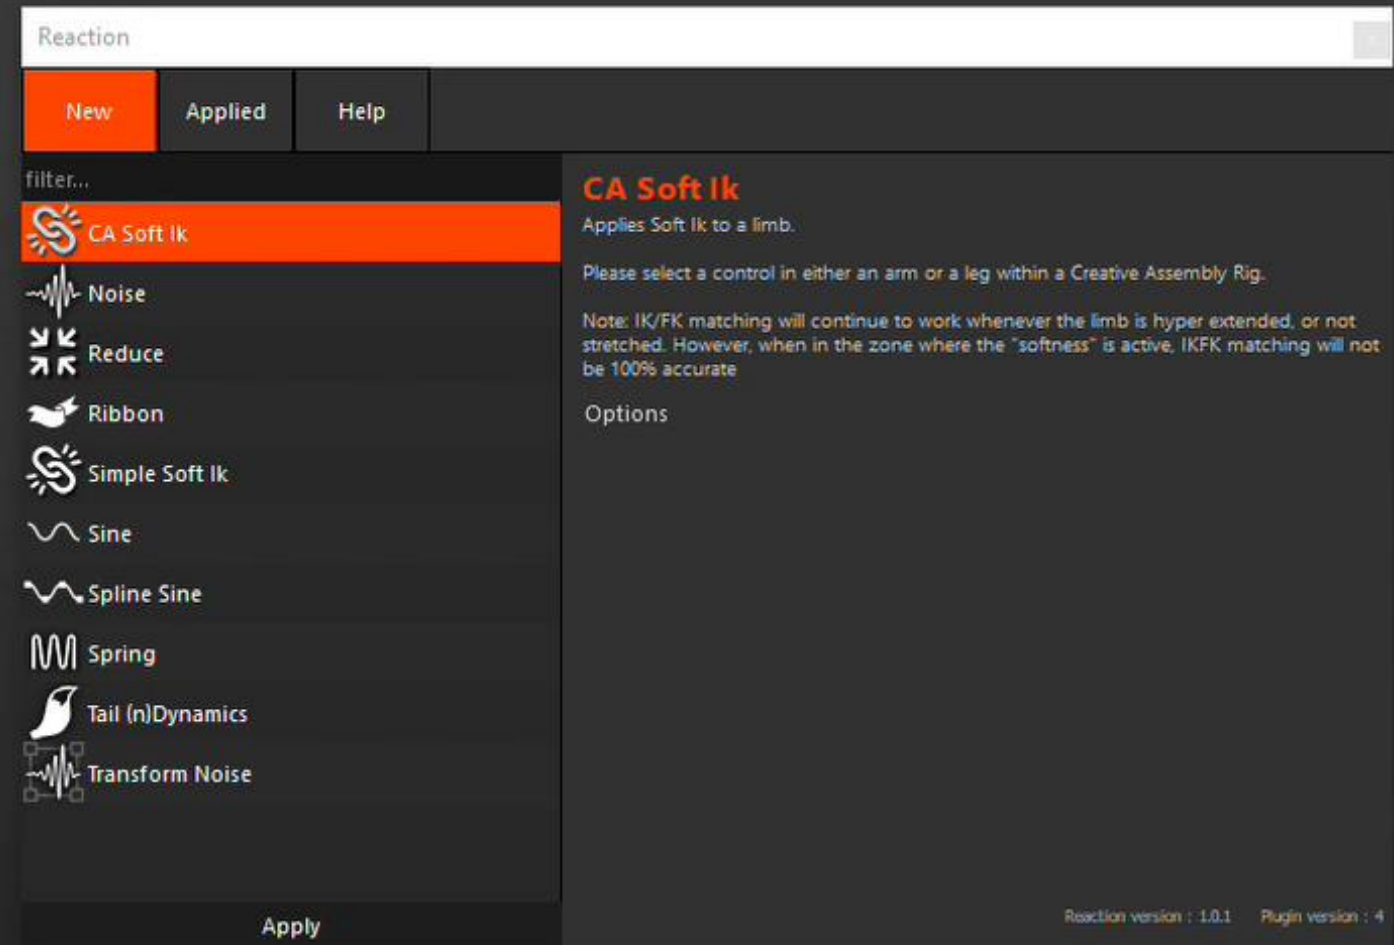 Reaction
New
Applied
Help
filter...
CA Soft Ik
Noise
Reduce
Ribbon
Simple Soft Ik
Sine
Spline Sine
Spring
Tail (n)Dynamics
Transform Noise
Apply
CA Soft Ik
Applies Soft Ik to a limb.
Please select a control in either an arm or a leg within a Creative Assembly Rig.
Note: IK/FK matching will continue to work whenever the limb is hyper extended, or not
stretched. However, when in the zone where the "softness" is active, IKFK matching will not
be 100% accurate
Options
Reaction version : 1.0.1
Plugin version : 4